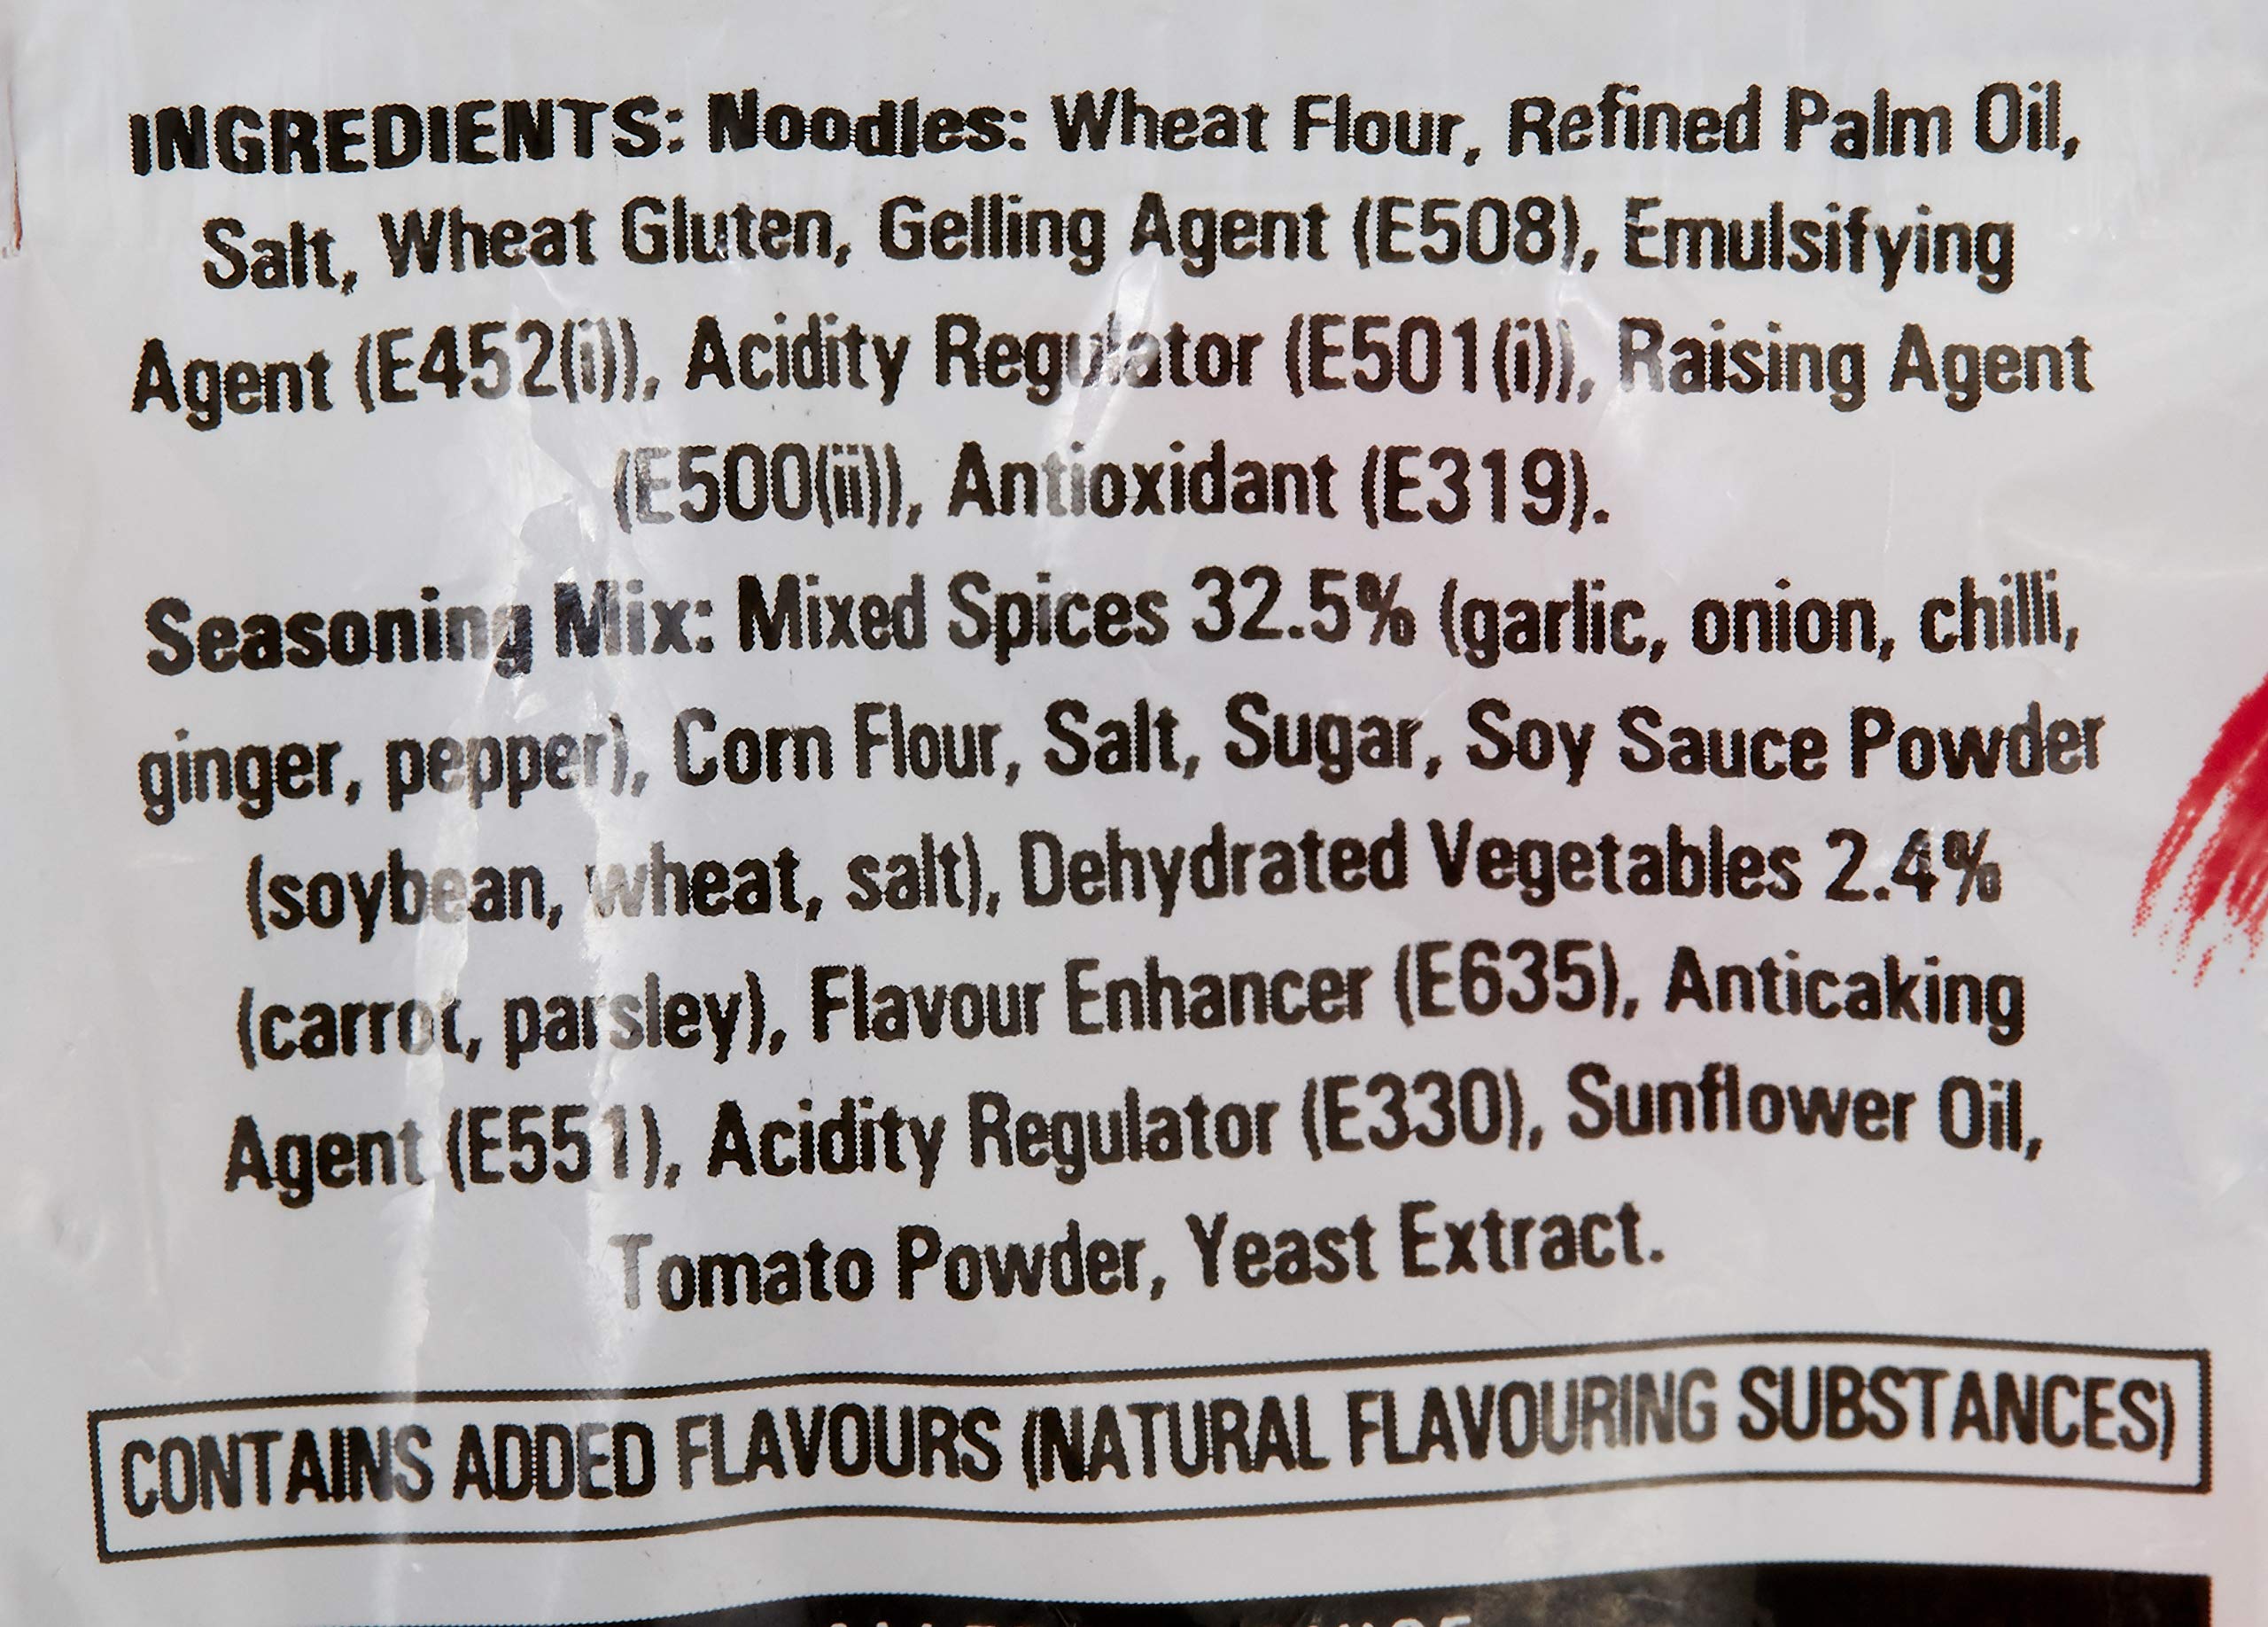 INGREDIENTS: Noodles: Wheat Flour, Refined Palm Oil,
Salt, Wheat Gluten, Gelling Agent (E508), Emulsifying
Agent (E452(i)), Acidity Regulator (E501(i)), Raising Agent
(E500(ii)), Antioxidant (E319).
Seasoning Mix: Mixed Spices 32.5% (garlic, onion, chilli,
ginger, pepper), Corn Flour, Salt, Sugar, Soy Sauce Powder
(soybean, wheat, salt), Dehydrated Vegetables 2.4%
(carrot, parsley), Flavour Enhancer (E635), Anticaking
Agent (E551), Acidity Regulator (E330), Sunflower Oil,
Tomato Powder, Yeast Extract.
CONTAINS ADDED FLAVOURS (NATURAL FLAVOURING SUBSTANCES)